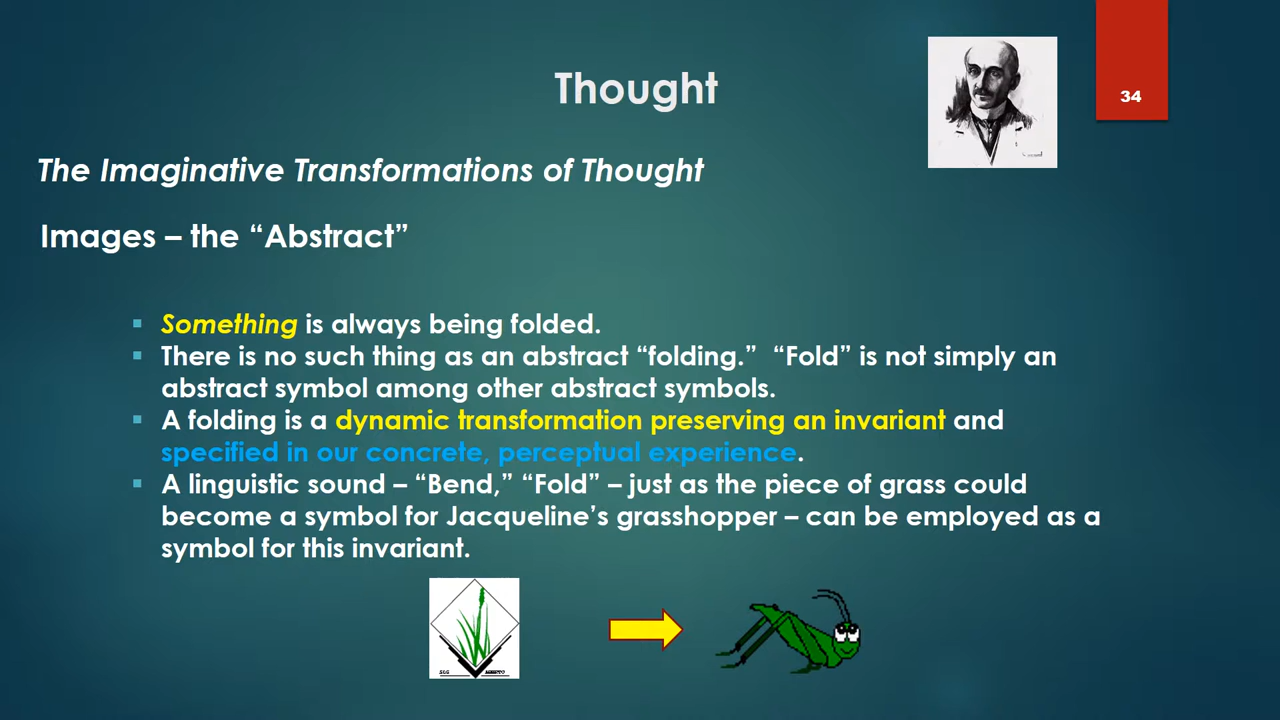 Thought
34
The Imaginative Transformations of Thought
Images – the “Abstract”
▪ Something is always being folded.
▪ There is no such thing as an abstract “folding.”  “Fold” is not simply an
abstract symbol among other abstract symbols.
▪ A folding is a dynamic transformation preserving an invariant and
specified in our concrete, perceptual experience.
▪ A linguistic sound – “Bend,” “Fold” – just as the piece of grass could
become a symbol for Jacqueline’s grasshopper – can be employed as a
symbol for this invariant.